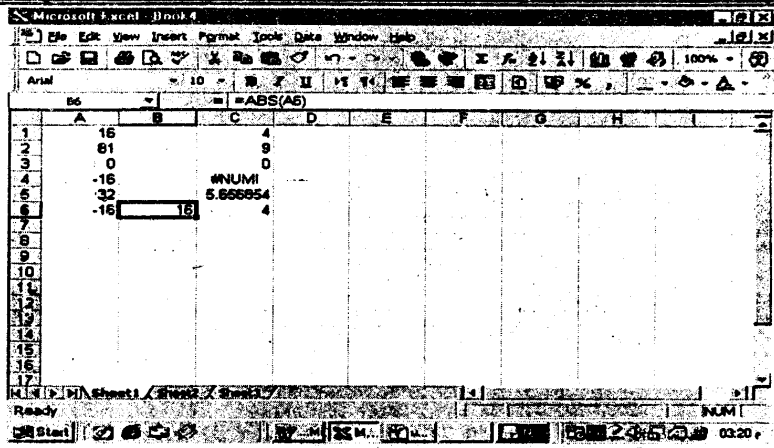 Microsoft Excel - Book4
File Edit View Insert Format Tools Data Window Help
100%
Arial 10
B6 = =ABS(A6)
A B C D E F G H I
1 16 4
2 81 9
3 0 0
4 -16 #NUM!
5 32 5.656854
6 -16 16 4
7
8
9
10
11
12
13
14
15
16
17
Sheet1 Sheet2 Sheet3
Ready NUM
Start 03:20 م